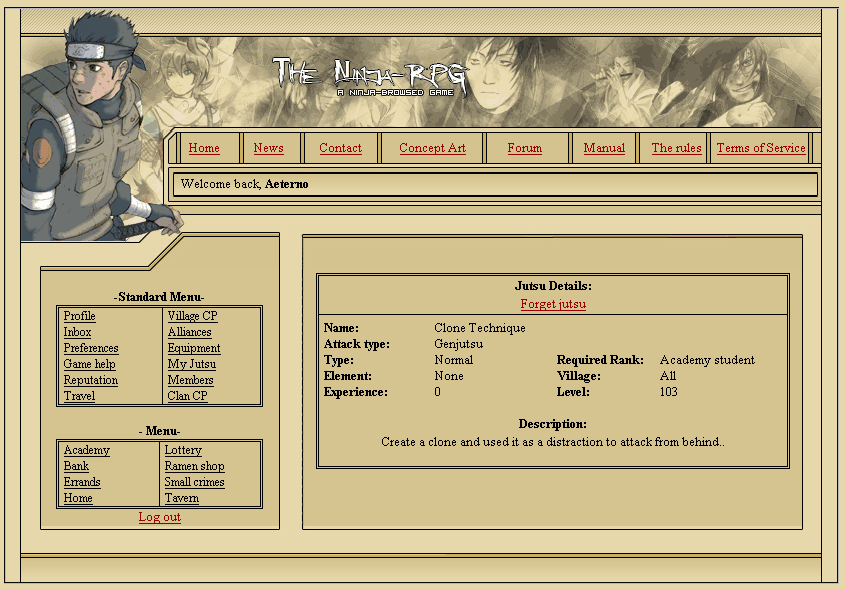 The Ninja-RPG
A NINJA-BROWSED GAME
Home News Contact Concept Art Forum Manual The rules Terms of Service
Welcome back, Aeterno
-Standard Menu-
Profile Village CP
Inbox Alliances
Preferences Equipment
Game help My Jutsu
Reputation Members
Travel Clan CP
- Menu-
Academy Lottery
Bank Ramen shop
Errands Small crimes
Home Tavern
Log out
Jutsu Details:
Forget jutsu
Name: Clone Technique
Attack type: Genjutsu
Type: Normal Required Rank: Academy student
Element: None Village: All
Experience: 0 Level: 103
Description:
Create a clone and used it as a distraction to attack from behind..